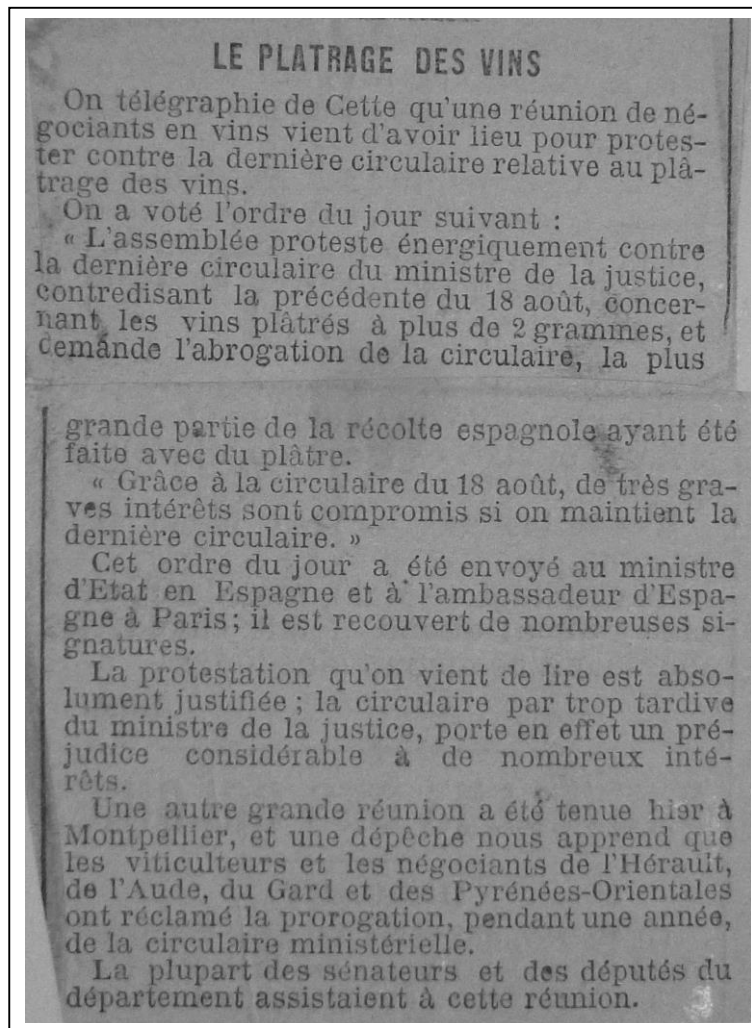 LE PLATRAGE DES VINS
On télégraphie de Cette qu'une réunion de né-
gociants en vins vient d'avoir lieu pour protes-
ter contre la dernière circulaire relative au plâ-
trage des vins.
On a voté l'ordre du jour suivant :
« L'assemblée proteste énergiquement contre
la dernière circulaire du ministre de la justice,
contredisant la précédente du 18 août, concer-
nant les vins plâtrés à plus de 2 grammes, et
demande l'abrogation de la circulaire, la plus
grande partie de la récolte espagnole ayant été
faite avec du plâtre.
« Grâce à la circulaire du 18 août, de très gra-
ves intérêts sont compromis si on maintient la
dernière circulaire. »
Cet ordre du jour a été envoyé au ministre
d'Etat en Espagne et à l'ambassadeur d'Espa-
gne à Paris ; il est recouvert de nombreuses si-
gnatures.
La protestation qu'on vient de lire est abso-
lument justifiée ; la circulaire par trop tardive
du ministre de la justice, porte en effet un pré-
judice considérable à de nombreux inté-
rêts.
Une autre grande réunion a été tenue hier à
Montpellier, et une dépêche nous apprend que
les viticulteurs et les négociants de l'Hérault,
de l'Aude, du Gard et des Pyrénées-Orientales
ont réclamé la prorogation, pendant une année,
de la circulaire ministérielle.
La plupart des sénateurs et des députés du
département assistaient à cette réunion.